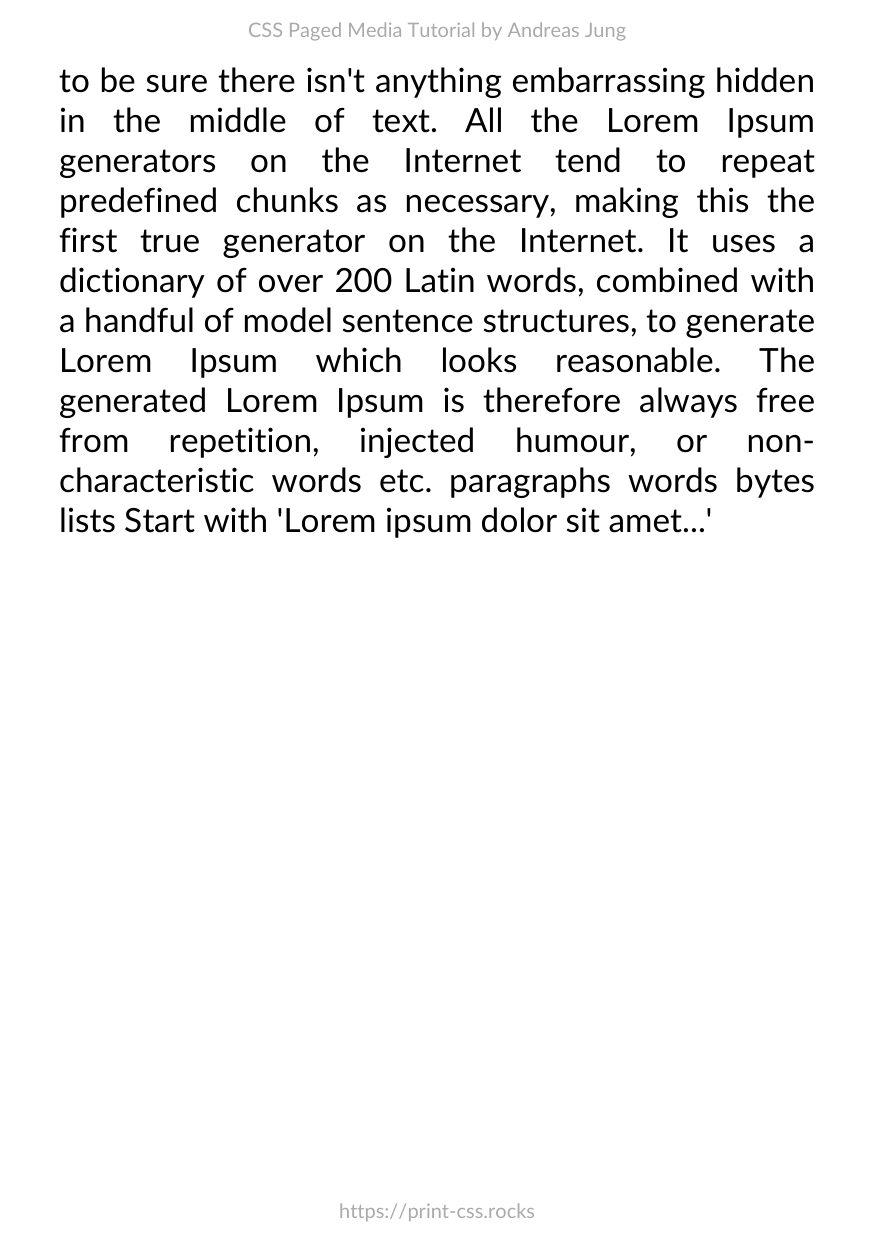 CSS Paged Media Tutorial by Andreas Jung
to be sure there isn't anything embarrassing hidden
in the middle of text. All the Lorem Ipsum
generators on the Internet tend to repeat
predefined chunks as necessary, making this the
first true generator on the Internet. It uses a
dictionary of over 200 Latin words, combined with
a handful of model sentence structures, to generate
Lorem Ipsum which looks reasonable. The
generated Lorem Ipsum is therefore always free
from repetition, injected humour, or non-
characteristic words etc. paragraphs words bytes
lists Start with 'Lorem ipsum dolor sit amet...'
https://print-css.rocks